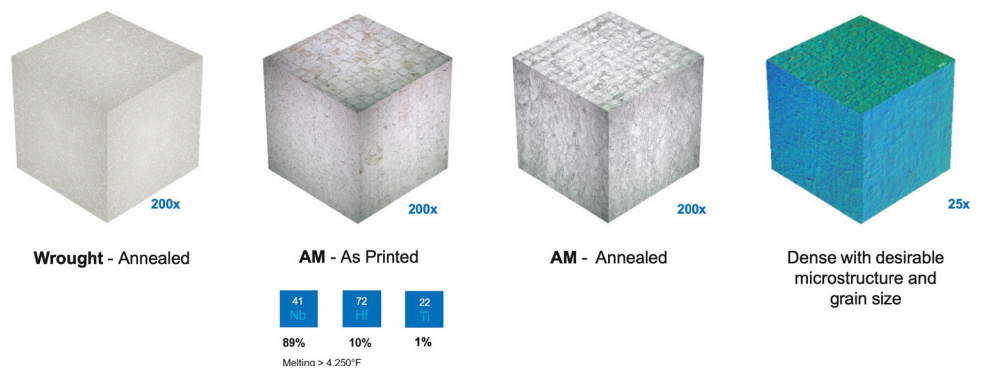 200x
200x
200x
25x
Wrought - Annealed
AM - As Printed
AM - Annealed
Dense with desirable
microstructure and
grain size
41
Nb
89%
72
Hf
10%
22
Ti
1%
Melting > 4,250°F